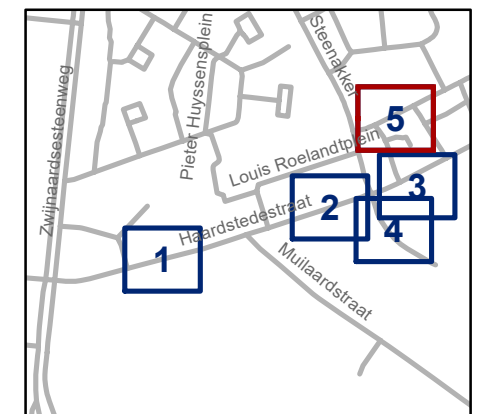 Zwijnaardsesteenweg
Pieter Huyssensplein
Steenakker
Louis Roelandtplein
Haardstedestraat
Muilaardstraat
5
3
2
4
1